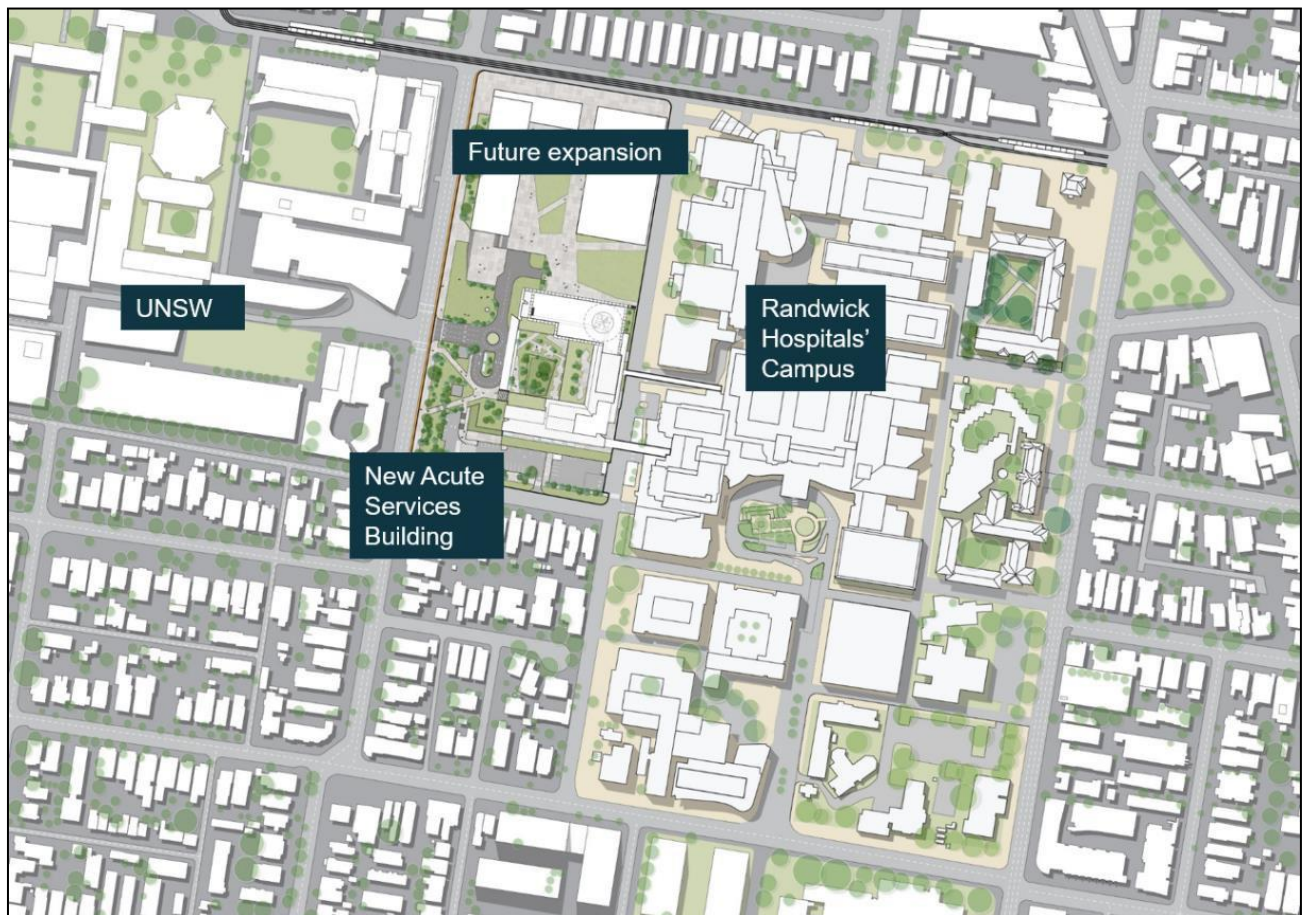 Future expansion
UNSW
Randwick
Hospitals'
Campus
New Acute
Services
Building